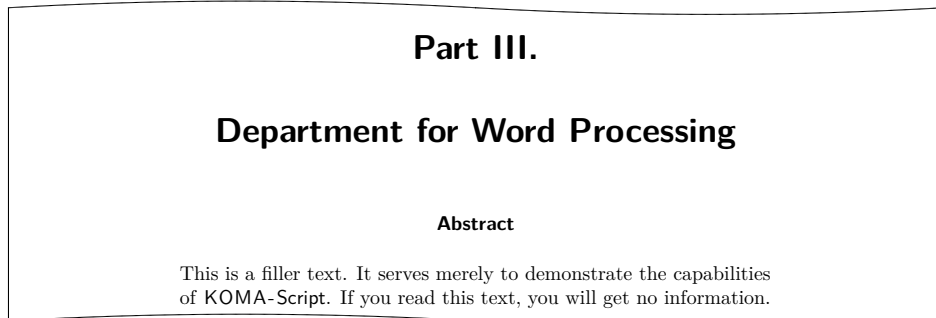 Part III.
Department for Word Processing
Abstract
This is a filler text. It serves merely to demonstrate the capabilities
of KOMA-Script. If you read this text, you will get no information.